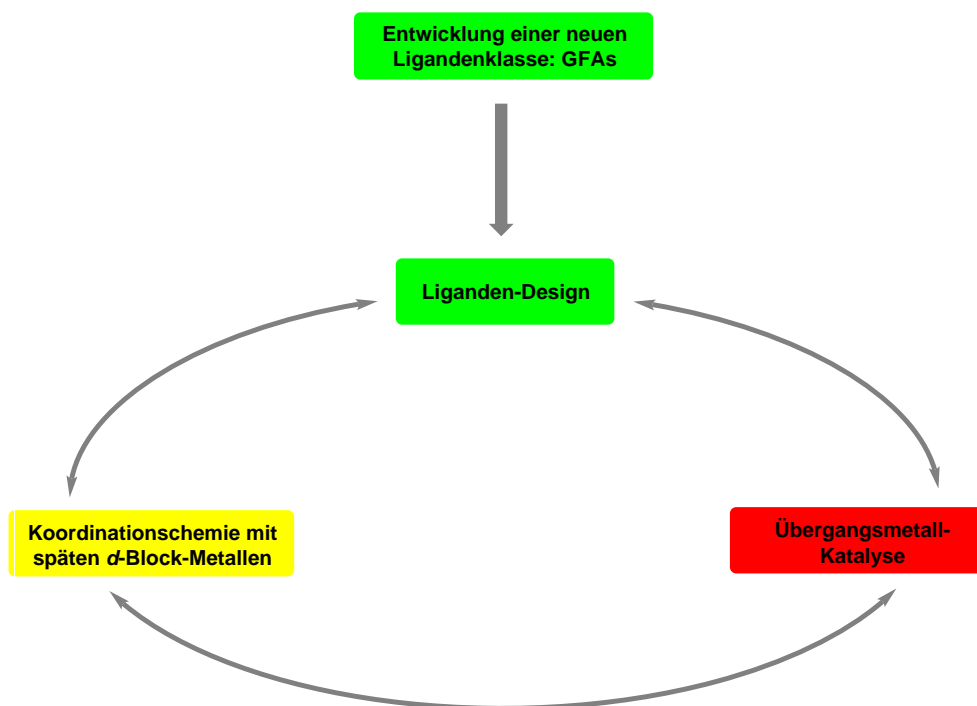 Entwicklung einer neuen
Ligandenklasse: GFAs
Liganden-Design
Koordinationschemie mit
späten d-Block-Metallen
Übergangsmetall-
Katalyse